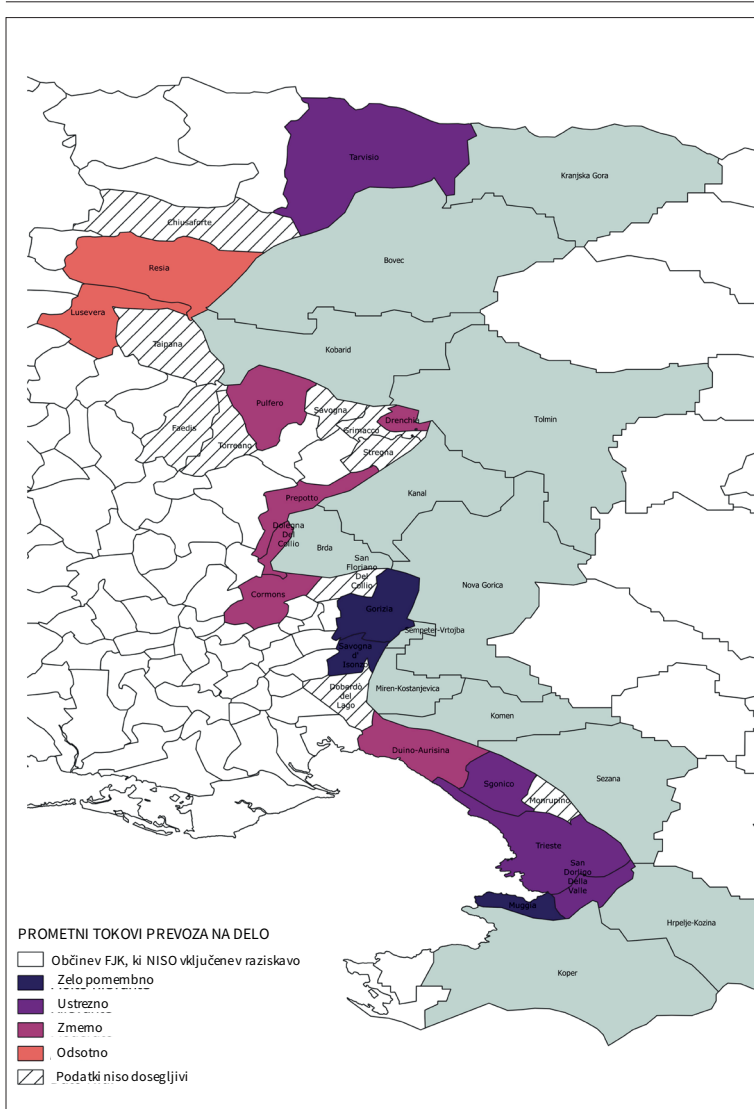 Tarvisio
Kranjska Gora
Chiusaforte
Bovec
Resia
Lusevera
Taipana
Kobarid
Pulfero
Savogna
Drenchia
Tolmin
Faedis
Grimacco
Torreano
Stregna
Prepotto
Kanal
Dolegna
Del
Collio
Brda
San
Floriano
Del
Collio
Nova Gorica
Cormons
Gorizia
Sempeter-Vrtojba
Savogna
d'
Isonzo
Doberdò
del
Lago
Miren-Kostanjevica
Komen
Duino-Aurisina
Sezana
Sgonico
Monrupino
Trieste
San
Dorligo
Della
Valle
Muggia
Hrpelje-Kozina
Koper
PROMETNI TOKOVI PREVOZA NA DELO
Občinev FJK, ki NISO vključenev raziskavo
Zelo pomembno
Ustrezno
Zmerno
Odsotno
Podatki niso dosegljivi